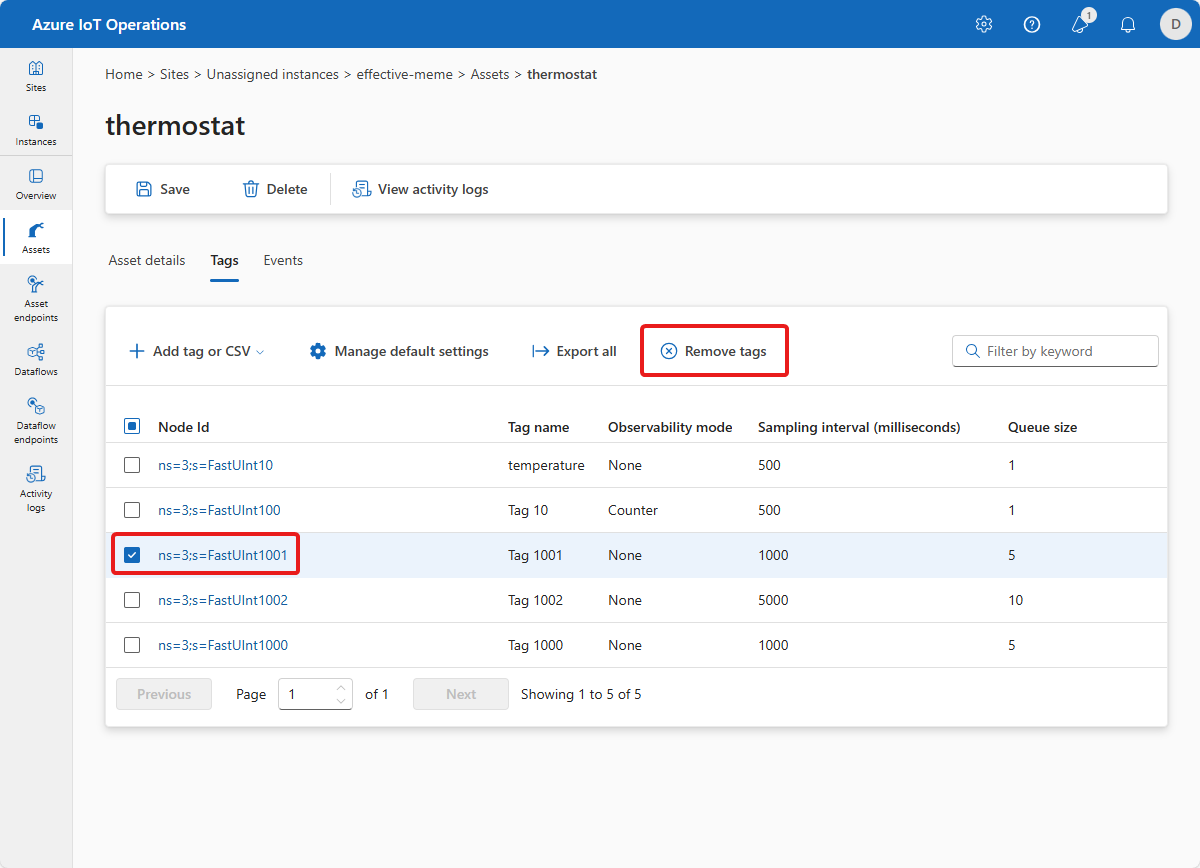 Azure IoT Operations
1
D
Sites
Instances
Overview
Assets
Asset
endpoints
Dataflows
Dataflow
endpoints
Activity
logs
Home > Sites > Unassigned instances > effective-meme > Assets > thermostat
thermostat
Save Delete View activity logs
Asset details Tags Events
Add tag or CSV Manage default settings Export all Remove tags Filter by keyword
Node Id Tag name Observability mode Sampling interval (milliseconds) Queue size
ns=3;s=FastUInt10 temperature None 500 1
ns=3;s=FastUInt100 Tag 10 Counter 500 1
ns=3;s=FastUInt1001 Tag 1001 None 1000 5
ns=3;s=FastUInt1002 Tag 1002 None 5000 10
ns=3;s=FastUInt1000 Tag 1000 None 1000 5
Previous Page 1 of 1 Next Showing 1 to 5 of 5